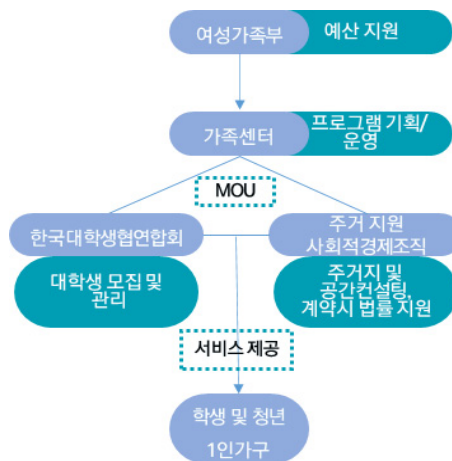 여성가족부
예산 지원
가족센터
프로그램 기획/
운영
MOU
한국대학생협연합회
주거 지원
사회적경제조직
대학생 모집 및
관리
주거지 및
공간컨설팅,
계약시 법률 지원
서비스 제공
학생 및 청년
1인가구